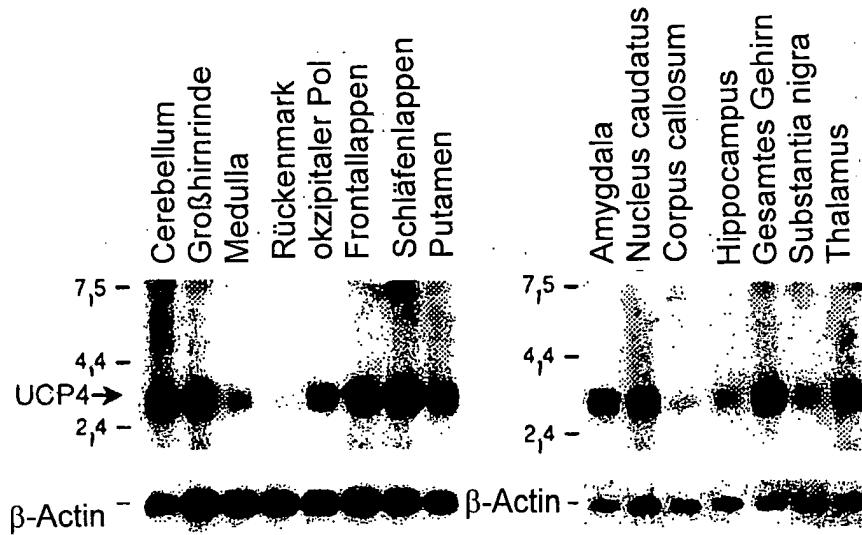 Cerebellum
Großhirnrinde
Medulla
Rückenmark
okzipitaler Pol
Frontallappen
Schläfenlappen
Putamen
7,5 –
4,4 –
UCP4→
2,4 –
β-Actin –
Amygdala
Nucleus caudatus
Corpus callosum
Hippocampus
Gesamtes Gehirn
Substantia nigra
Thalamus
7,5 –
4,4 –
2,4 –
β-Actin -